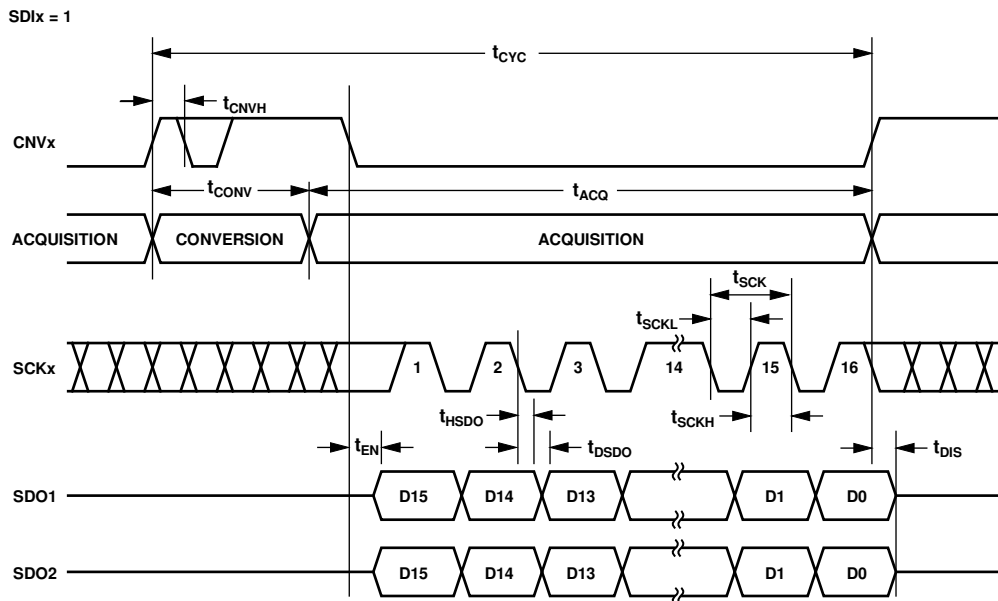 SDIx = 1
tCYC
tCNVH
CNVx
tCONV
tACQ
ACQUISITION CONVERSION ACQUISITION
tSCK
tSCKL
SCKx 1 2 3 14 15 16
tHSDO tSCKH
tEN tDSDO tDIS
SDO1 D15 D14 D13 D1 D0
SDO2 D15 D14 D13 D1 D0